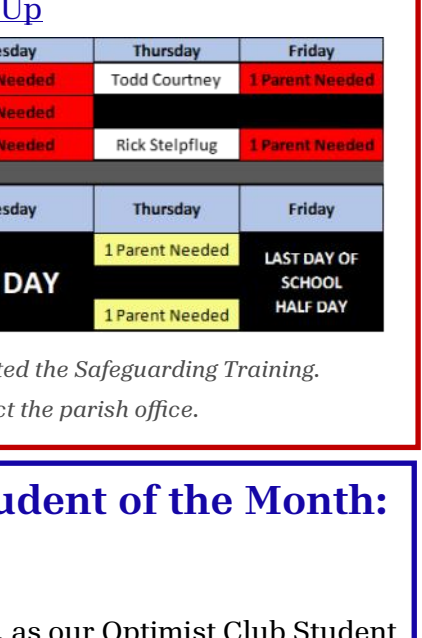 Up
sday Thursday Friday
Needed Todd Courtney 1 Parent Needed
Needed
Needed Rick Stelpflug 1 Parent Needed
sday Thursday Friday
1 Parent Needed
LAST DAY OF
DAY SCHOOL
HALF DAY
1 Parent Needed
ted the Safeguarding Training.
ct the parish office.
udent of the Month:
as our Optimist Club Student